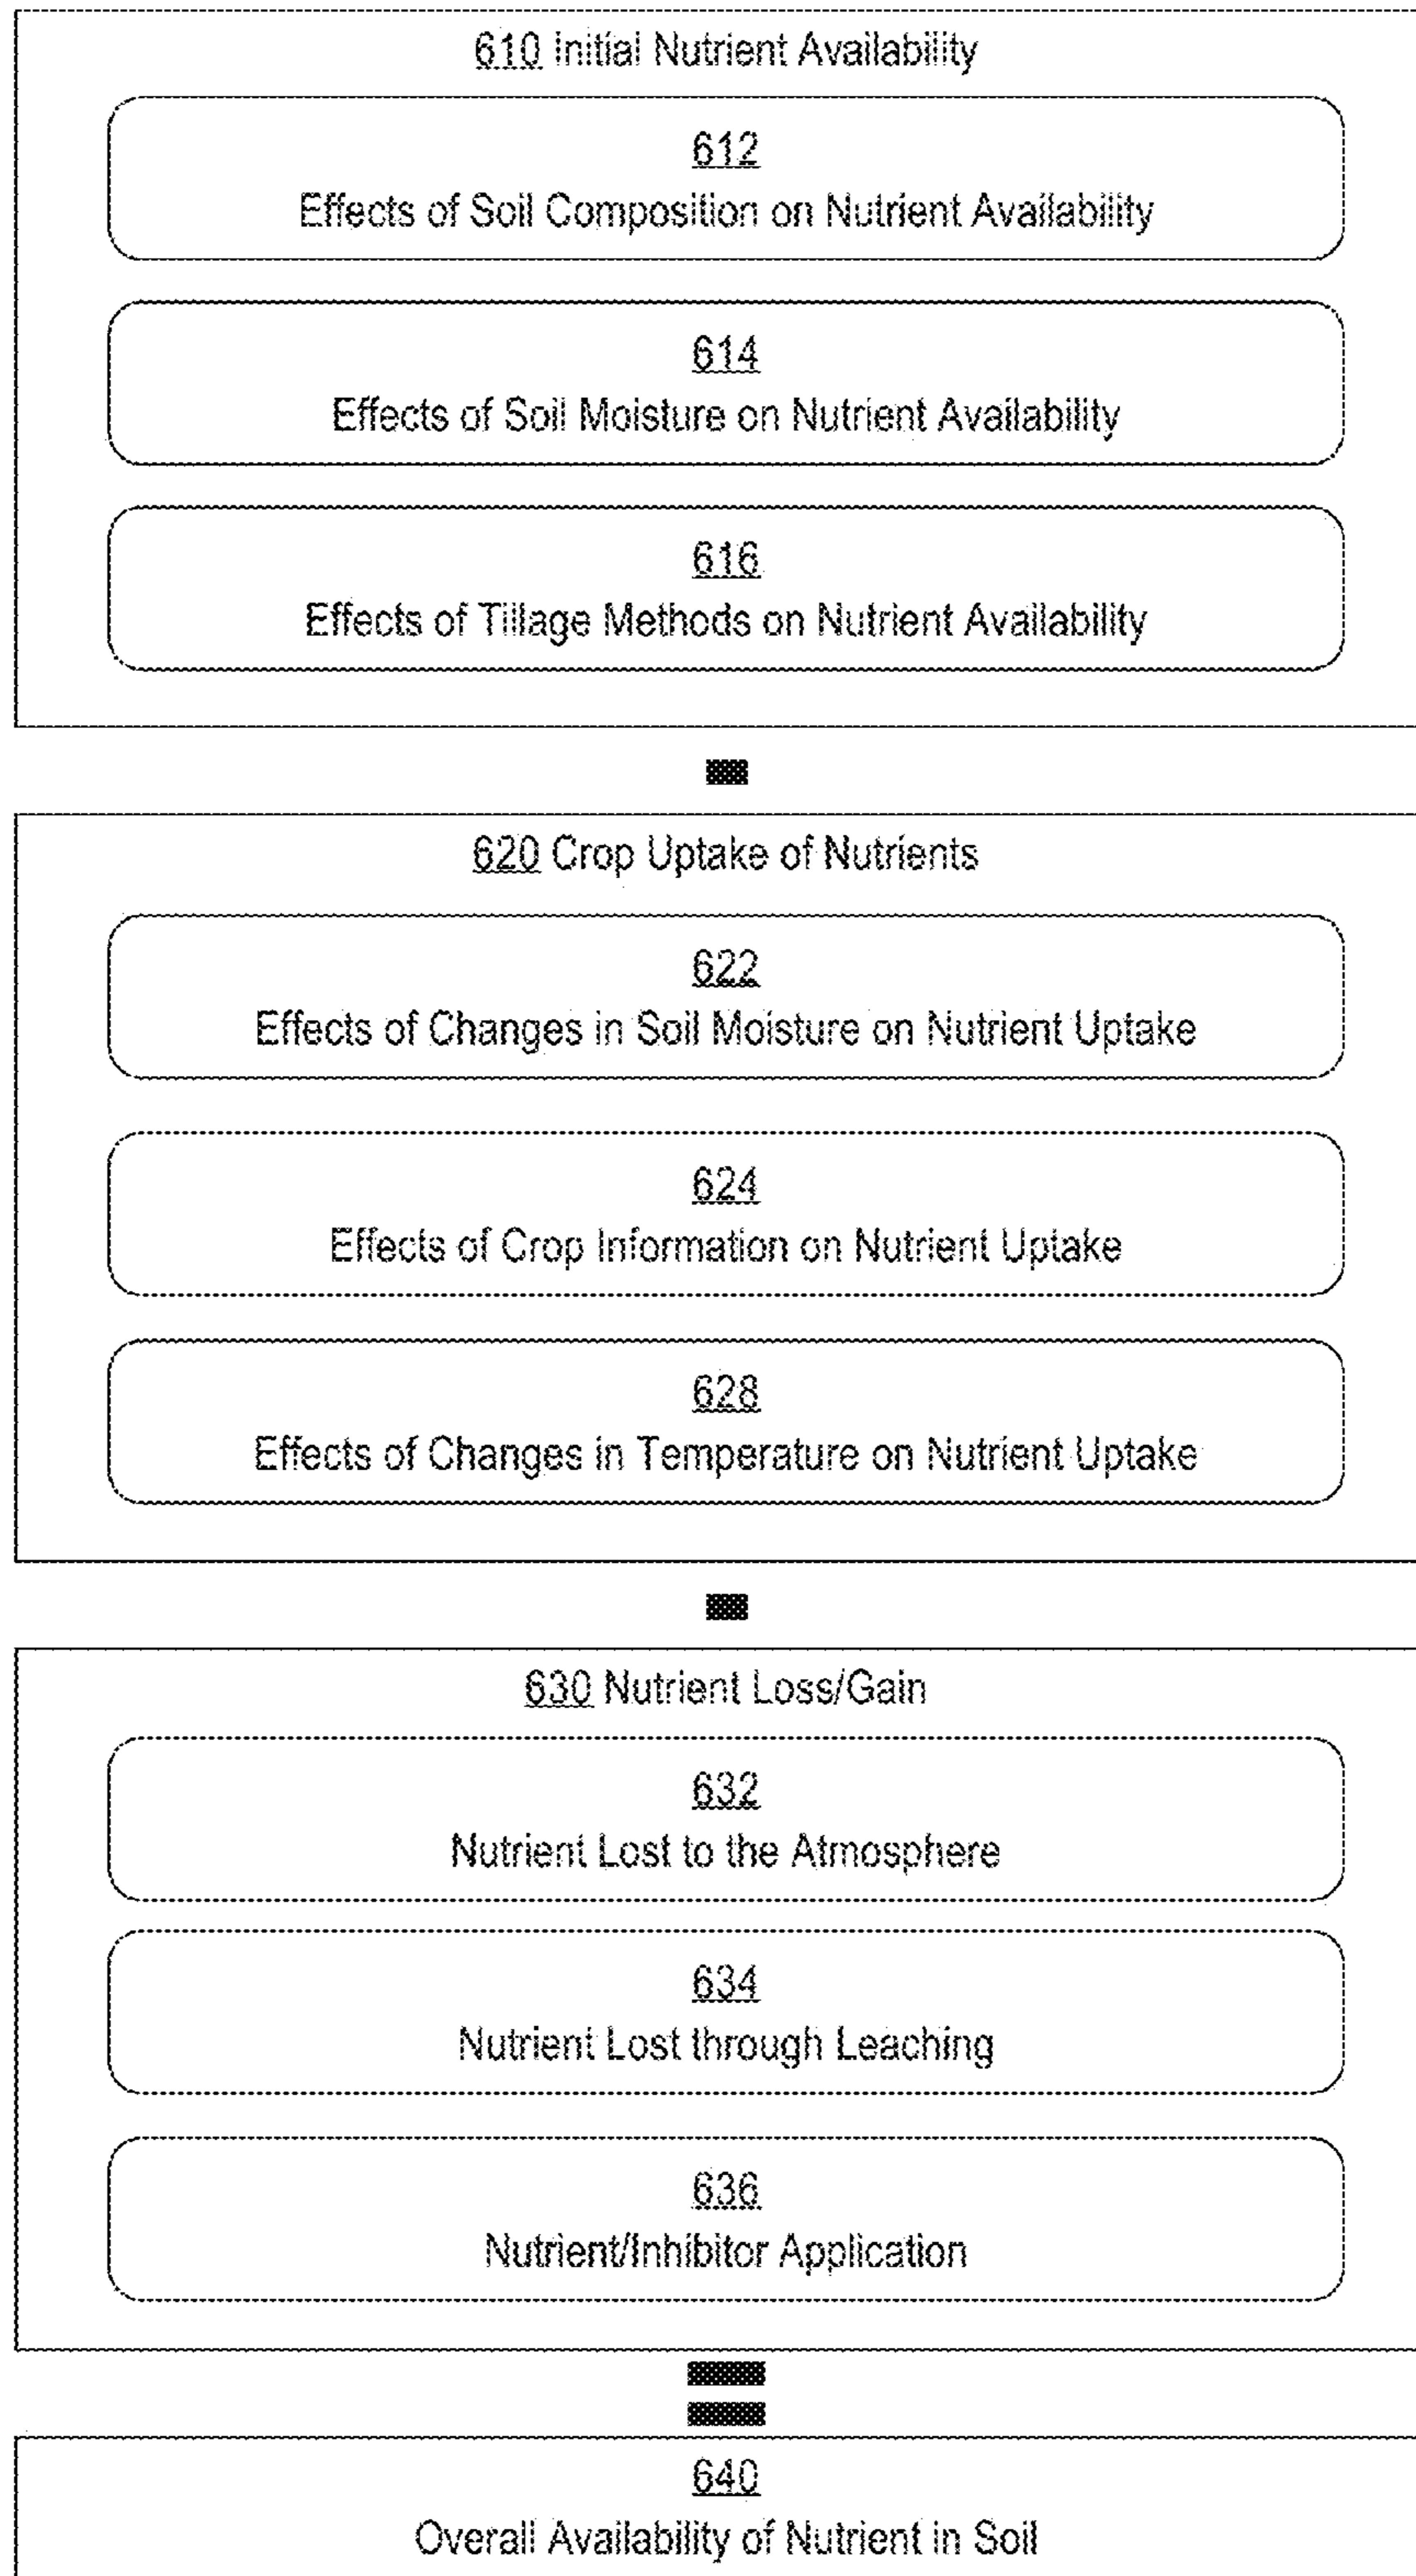 610 Initial Nutrient Availability
612
Effects of Soil Composition on Nutrient Availability
614
Effects of Soil Moisture on Nutrient Availability
616
Effects of Tillage Methods on Nutrient Availability
620 Crop Uptake of Nutrients
622
Effects of Changes in Soil Moisture on Nutrient Uptake
624
Effects of Crop Information on Nutrient Uptake
628
Effects of Changes in Temperature on Nutrient Uptake
630 Nutrient Loss/Gain
632
Nutrient Lost to the Atmosphere
634
Nutrient Lost through Leaching
636
Nutrient/Inhibitor Application
640
Overall Availability of Nutrient in Soil